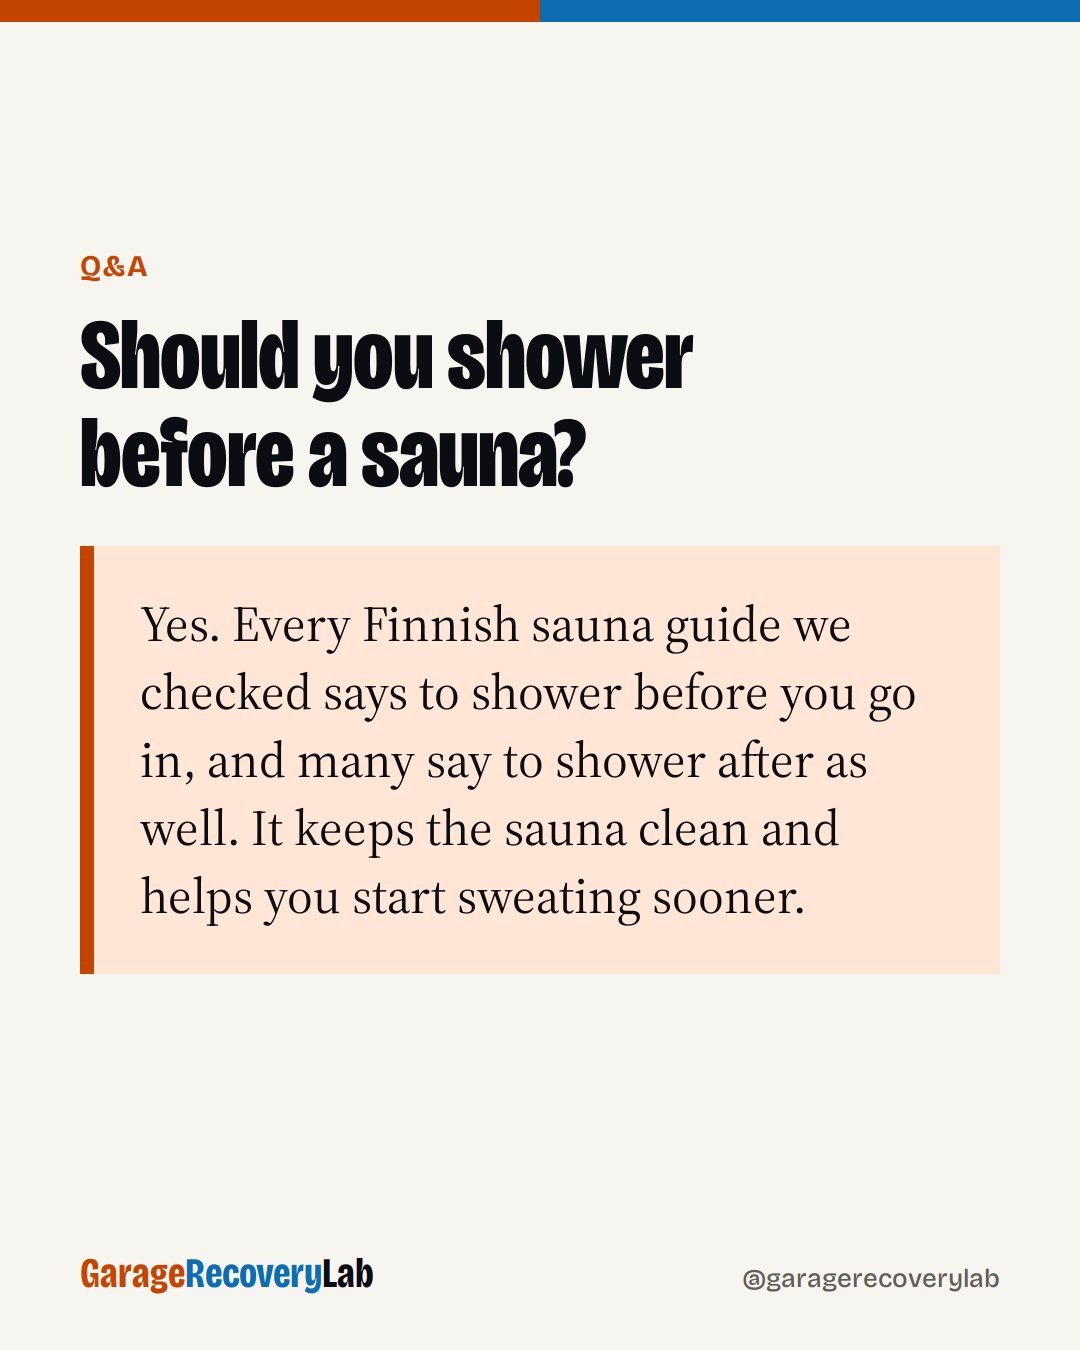 Q&A
Should you shower
before a sauna?
Yes. Every Finnish sauna guide we
checked says to shower before you go
in, and many say to shower after as
well. It keeps the sauna clean and
helps you start sweating sooner.
GarageRecoveryLab
@garagerecoverylab